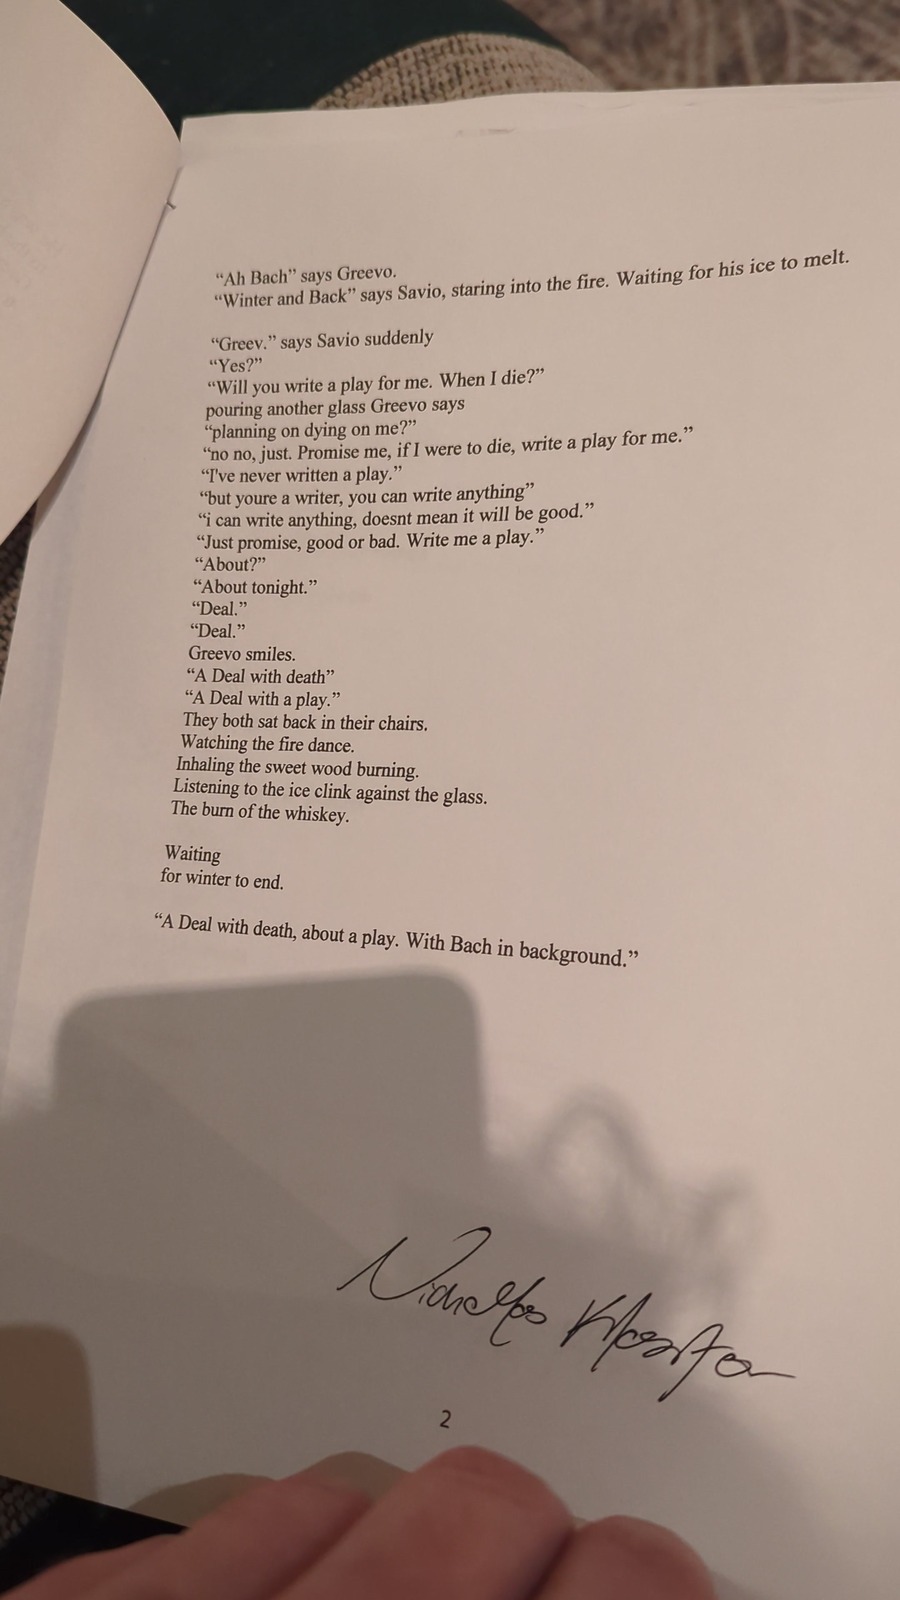 “Ah Bach” says Greevo.
“Winter and Back” says Savio, staring into the fire. Waiting for his ice to melt.
“Greev.” says Savio suddenly
“Yes?”
“Will you write a play for me. When I die?”
pouring another glass Greevo says
“planning on dying on me?”
“no no, just. Promise me, if I were to die, write a play for me.”
“I've never written a play.”
“but youre a writer, you can write anything”
“i can write anything, doesnt mean it will be good.”
“Just promise, good or bad. Write me a play.”
“About?”
“About tonight.”
“Deal.”
“Deal.”
Greevo smiles.
“A Deal with death”
“A Deal with a play.”
They both sat back in their chairs.
Watching the fire dance.
Inhaling the sweet wood burning.
Listening to the ice clink against the glass.
The burn of the whiskey.
Waiting
for winter to end.
“A Deal with death, about a play. With Bach in background.”
2